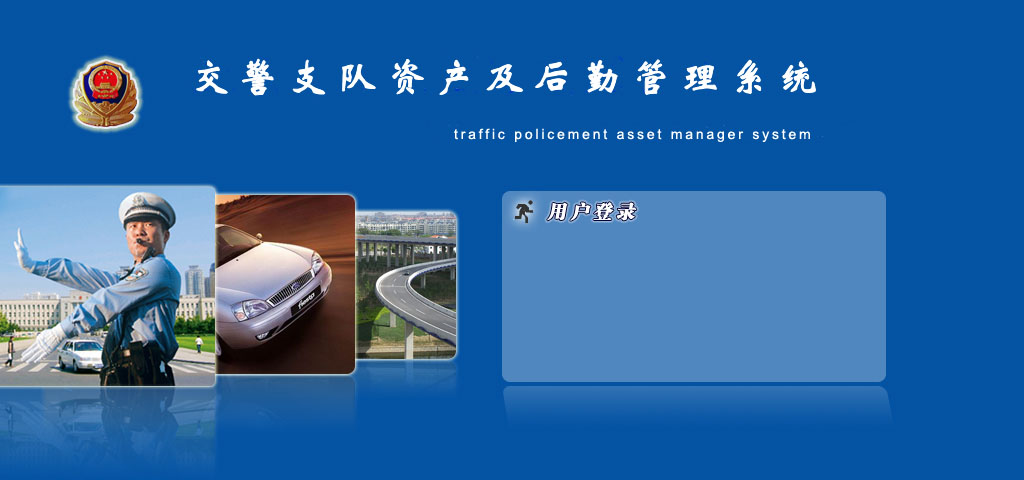 交警支队资产及后勤管理系统
traffic policement asset manager system
用户登录